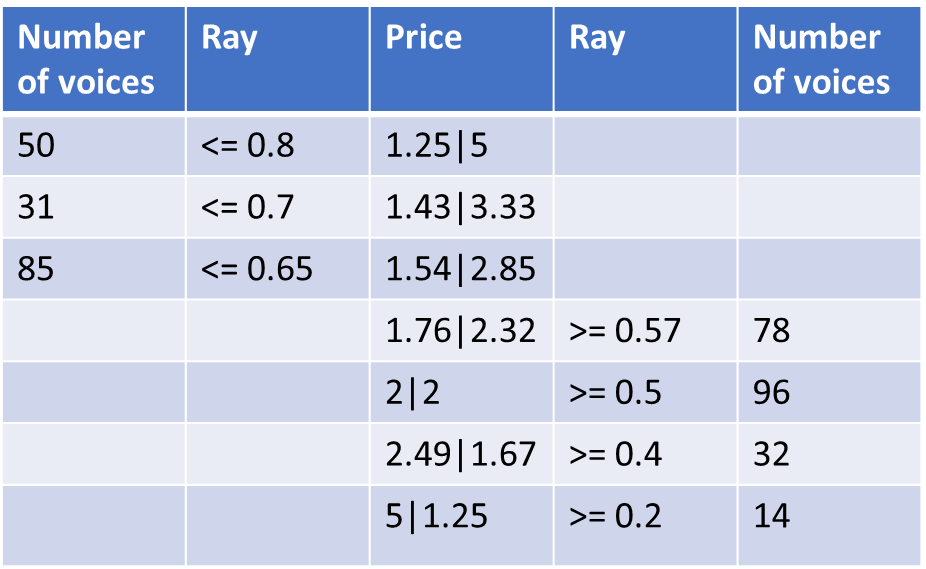 Number of voices | Ray | Price | Ray | Number of voices
50 | <= 0.8 | 1.25|5
31 | <= 0.7 | 1.43|3.33
85 | <= 0.65 | 1.54|2.85
1.76|2.32 | >= 0.57 | 78
2|2 | >= 0.5 | 96
2.49|1.67 | >= 0.4 | 32
5|1.25 | >= 0.2 | 14